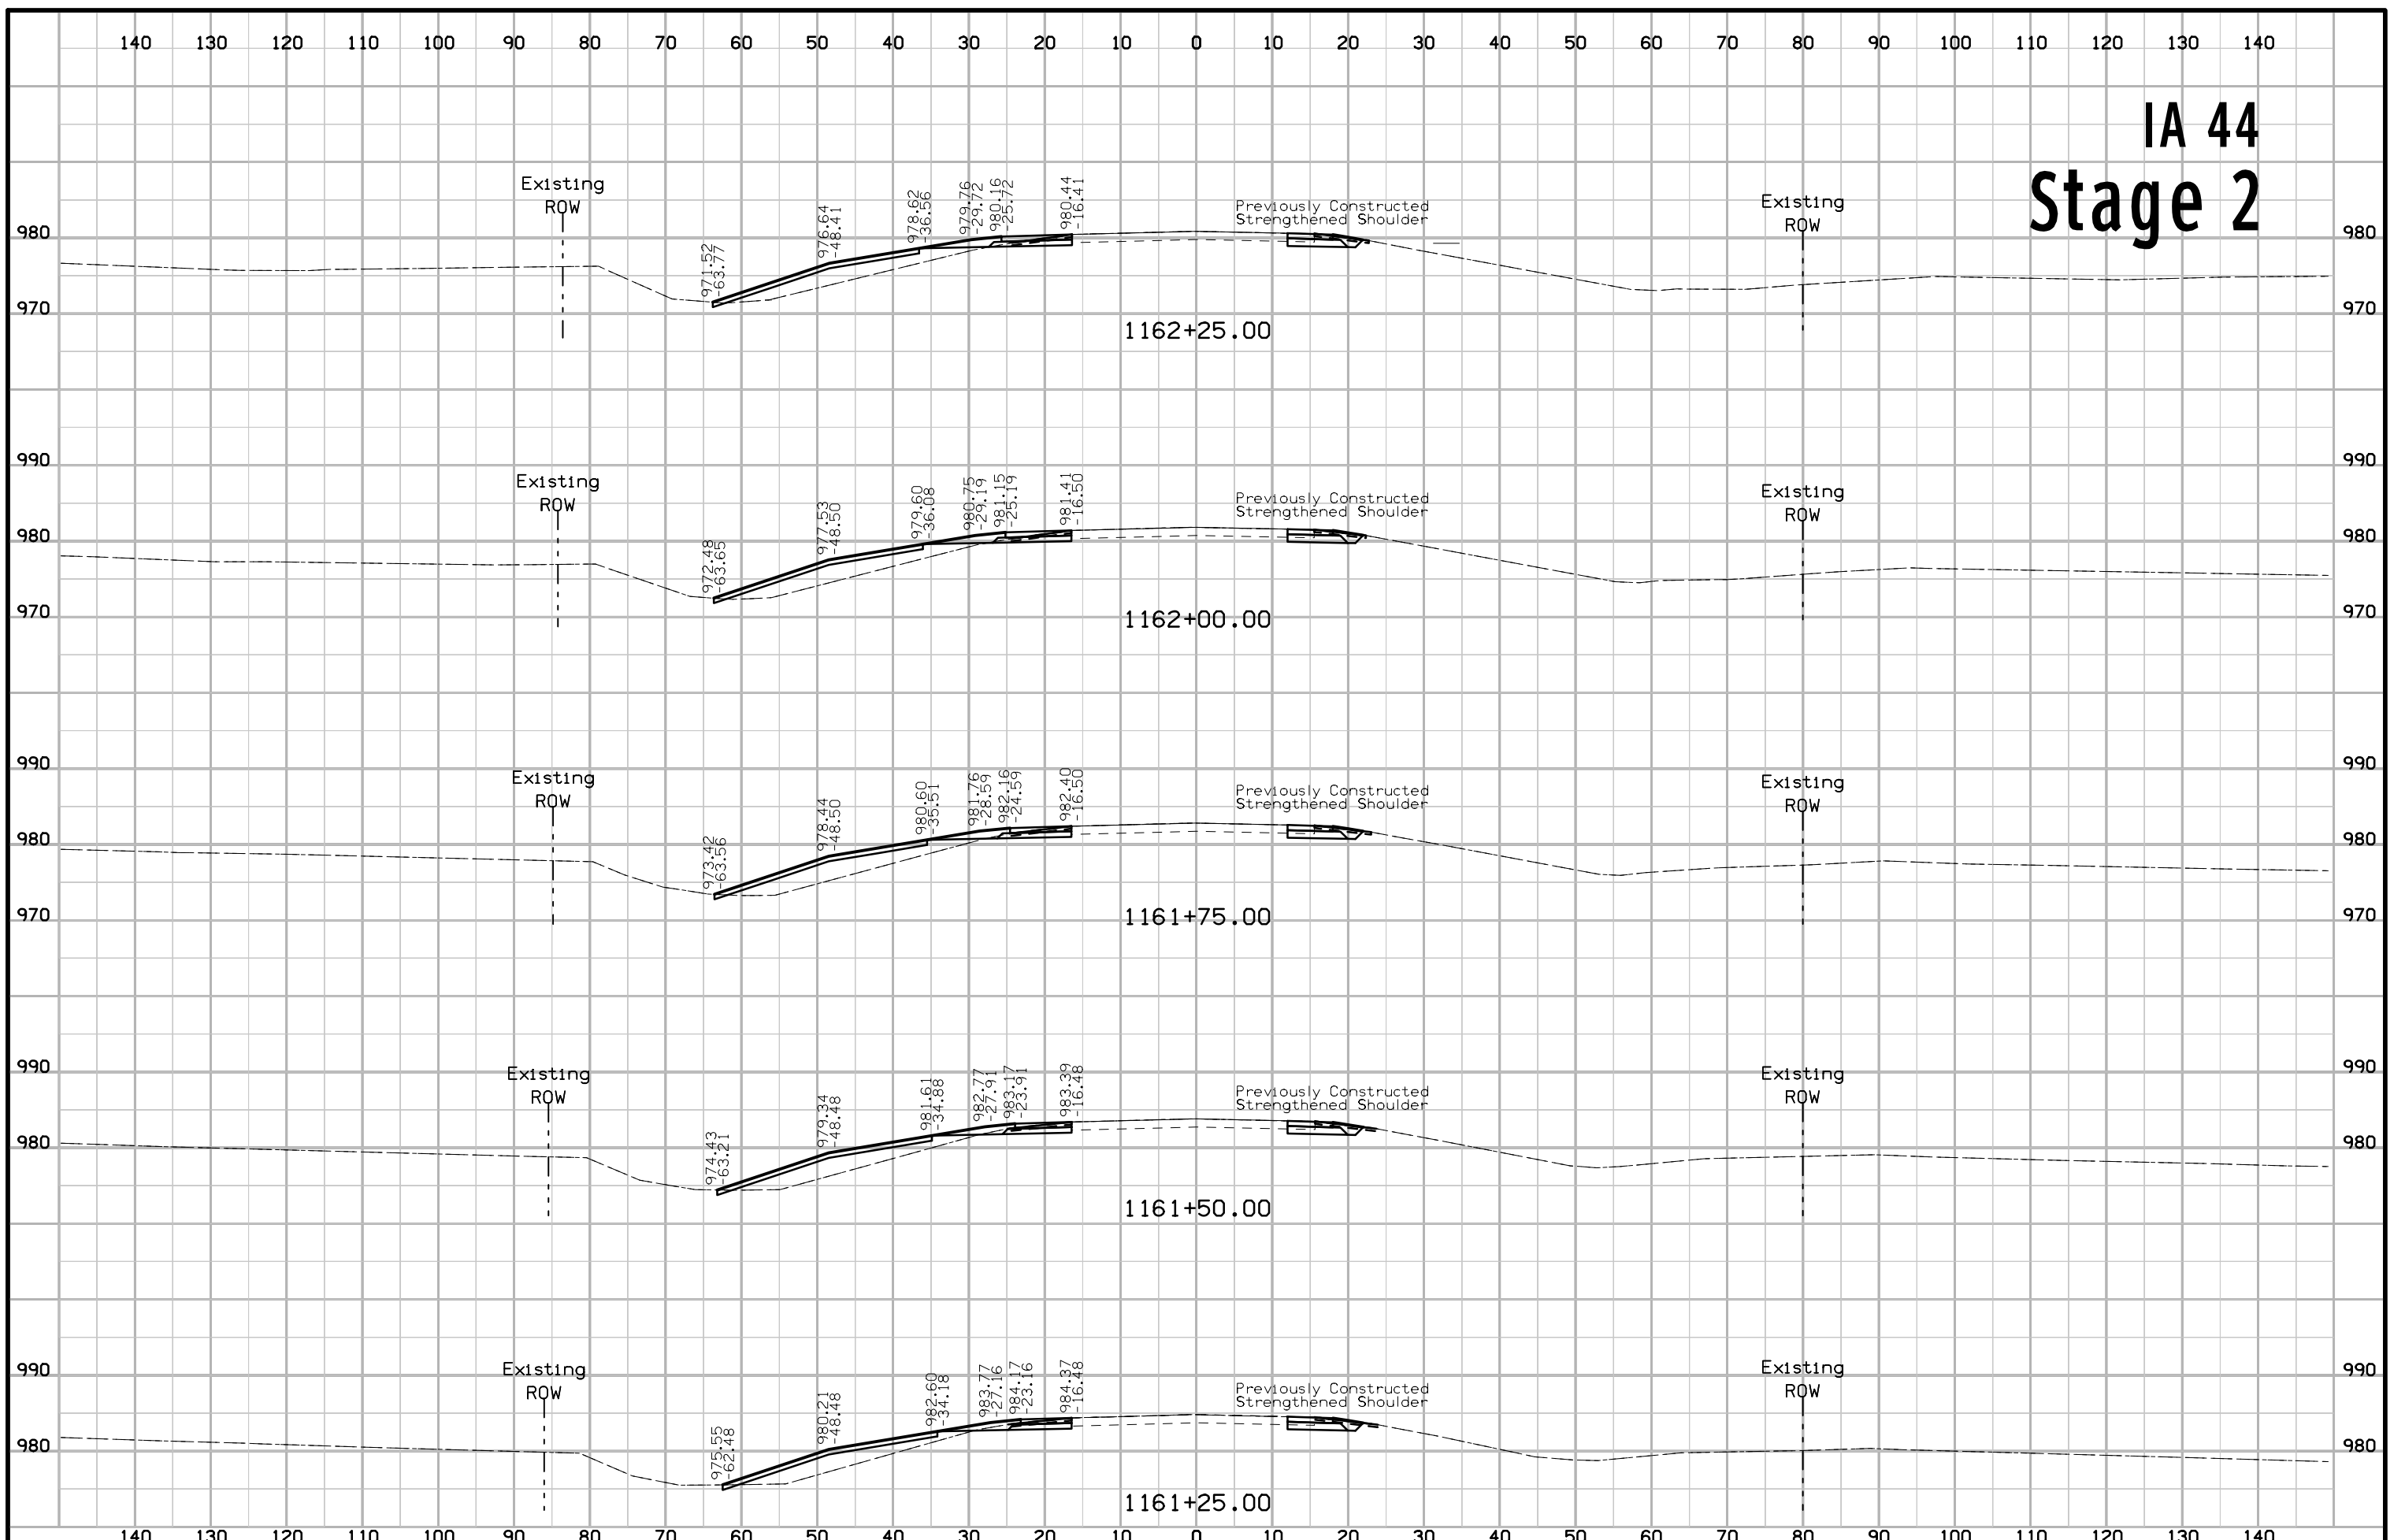 140 130 120 110 100 90 80 70 60 50 40 30 20 10 0 10 20 30 40 50 60 70 80 90 100 110 120 130 140
IA 44
Stage 2
Existing
ROW
971.52
-63.77
976.64
-48.41
978.62
-36.56
979.76
-29.72
980.16
-25.72
980.44
-16.41
Previously Constructed
Strengthened Shoulder
Existing
ROW
980 980
970 970
1162+25.00
990 990
Existing
ROW
972.48
-63.65
977.53
-48.50
979.60
-36.08
980.75
-29.19
981.15
-25.19
981.41
-16.50
Previously Constructed
Strengthened Shoulder
Existing
ROW
980 980
970 970
1162+00.00
990 990
Existing
ROW
973.42
-63.56
978.44
-48.50
980.60
-35.51
981.76
-28.59
982.16
-24.59
982.40
-16.50
Previously Constructed
Strengthened Shoulder
Existing
ROW
980 980
970 970
1161+75.00
990 990
Existing
ROW
974.43
-63.21
979.34
-48.48
981.61
-34.88
982.77
-27.91
983.17
-23.91
983.39
-16.48
Previously Constructed
Strengthened Shoulder
Existing
ROW
980 980
1161+50.00
990 990
Existing
ROW
975.55
-62.48
980.21
-48.48
982.60
-34.18
983.77
-27.16
984.17
-23.16
984.37
-16.48
Previously Constructed
Strengthened Shoulder
Existing
ROW
980 980
1161+25.00
140 130 120 110 100 90 80 70 60 50 40 30 20 10 0 10 20 30 40 50 60 70 80 90 100 110 120 130 140